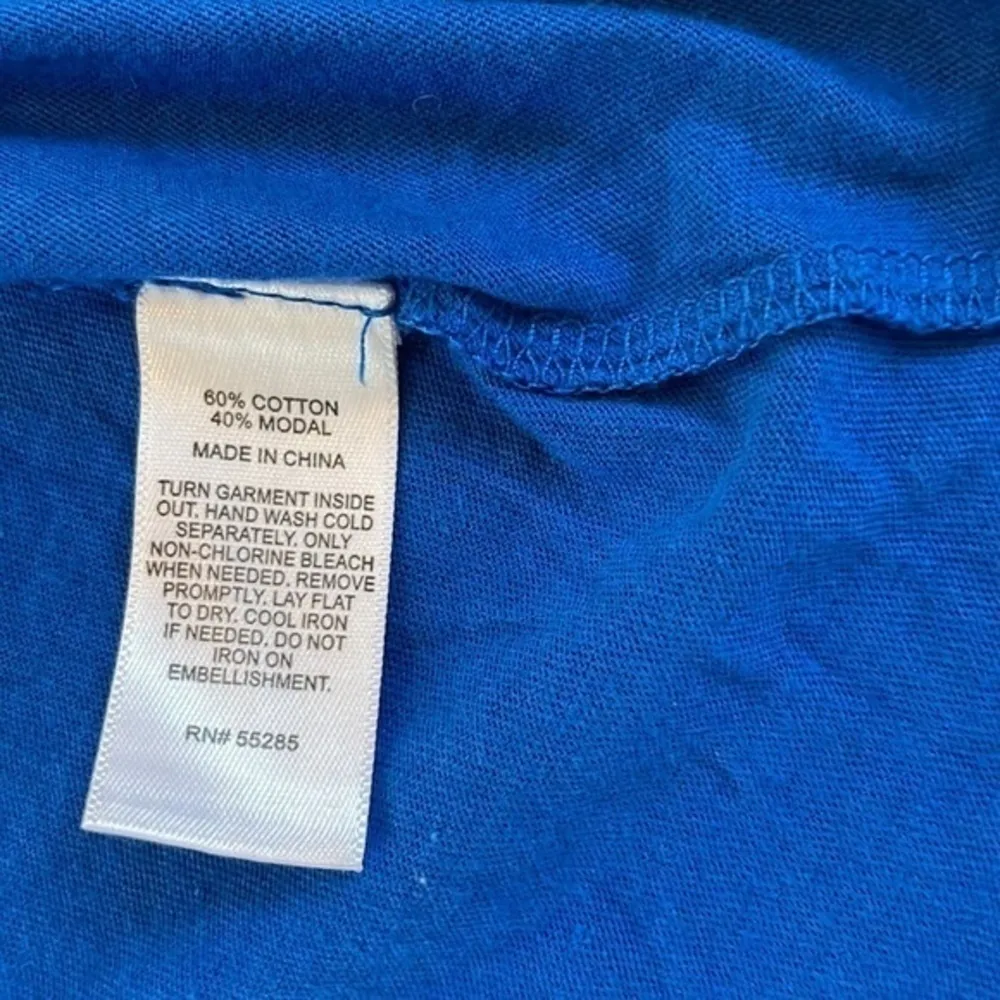 60% COTTON
40% MODAL
MADE IN CHINA
TURN GARMENT INSIDE
OUT. HAND WASH COLD
SEPARATELY. ONLY
NON-CHLORINE BLEACH
WHEN NEEDED. REMOVE
PROMPTLY. LAY FLAT
TO DRY. COOL IRON
IF NEEDED. DO NOT
IRON ON
EMBELLISHMENT.
RN# 55285